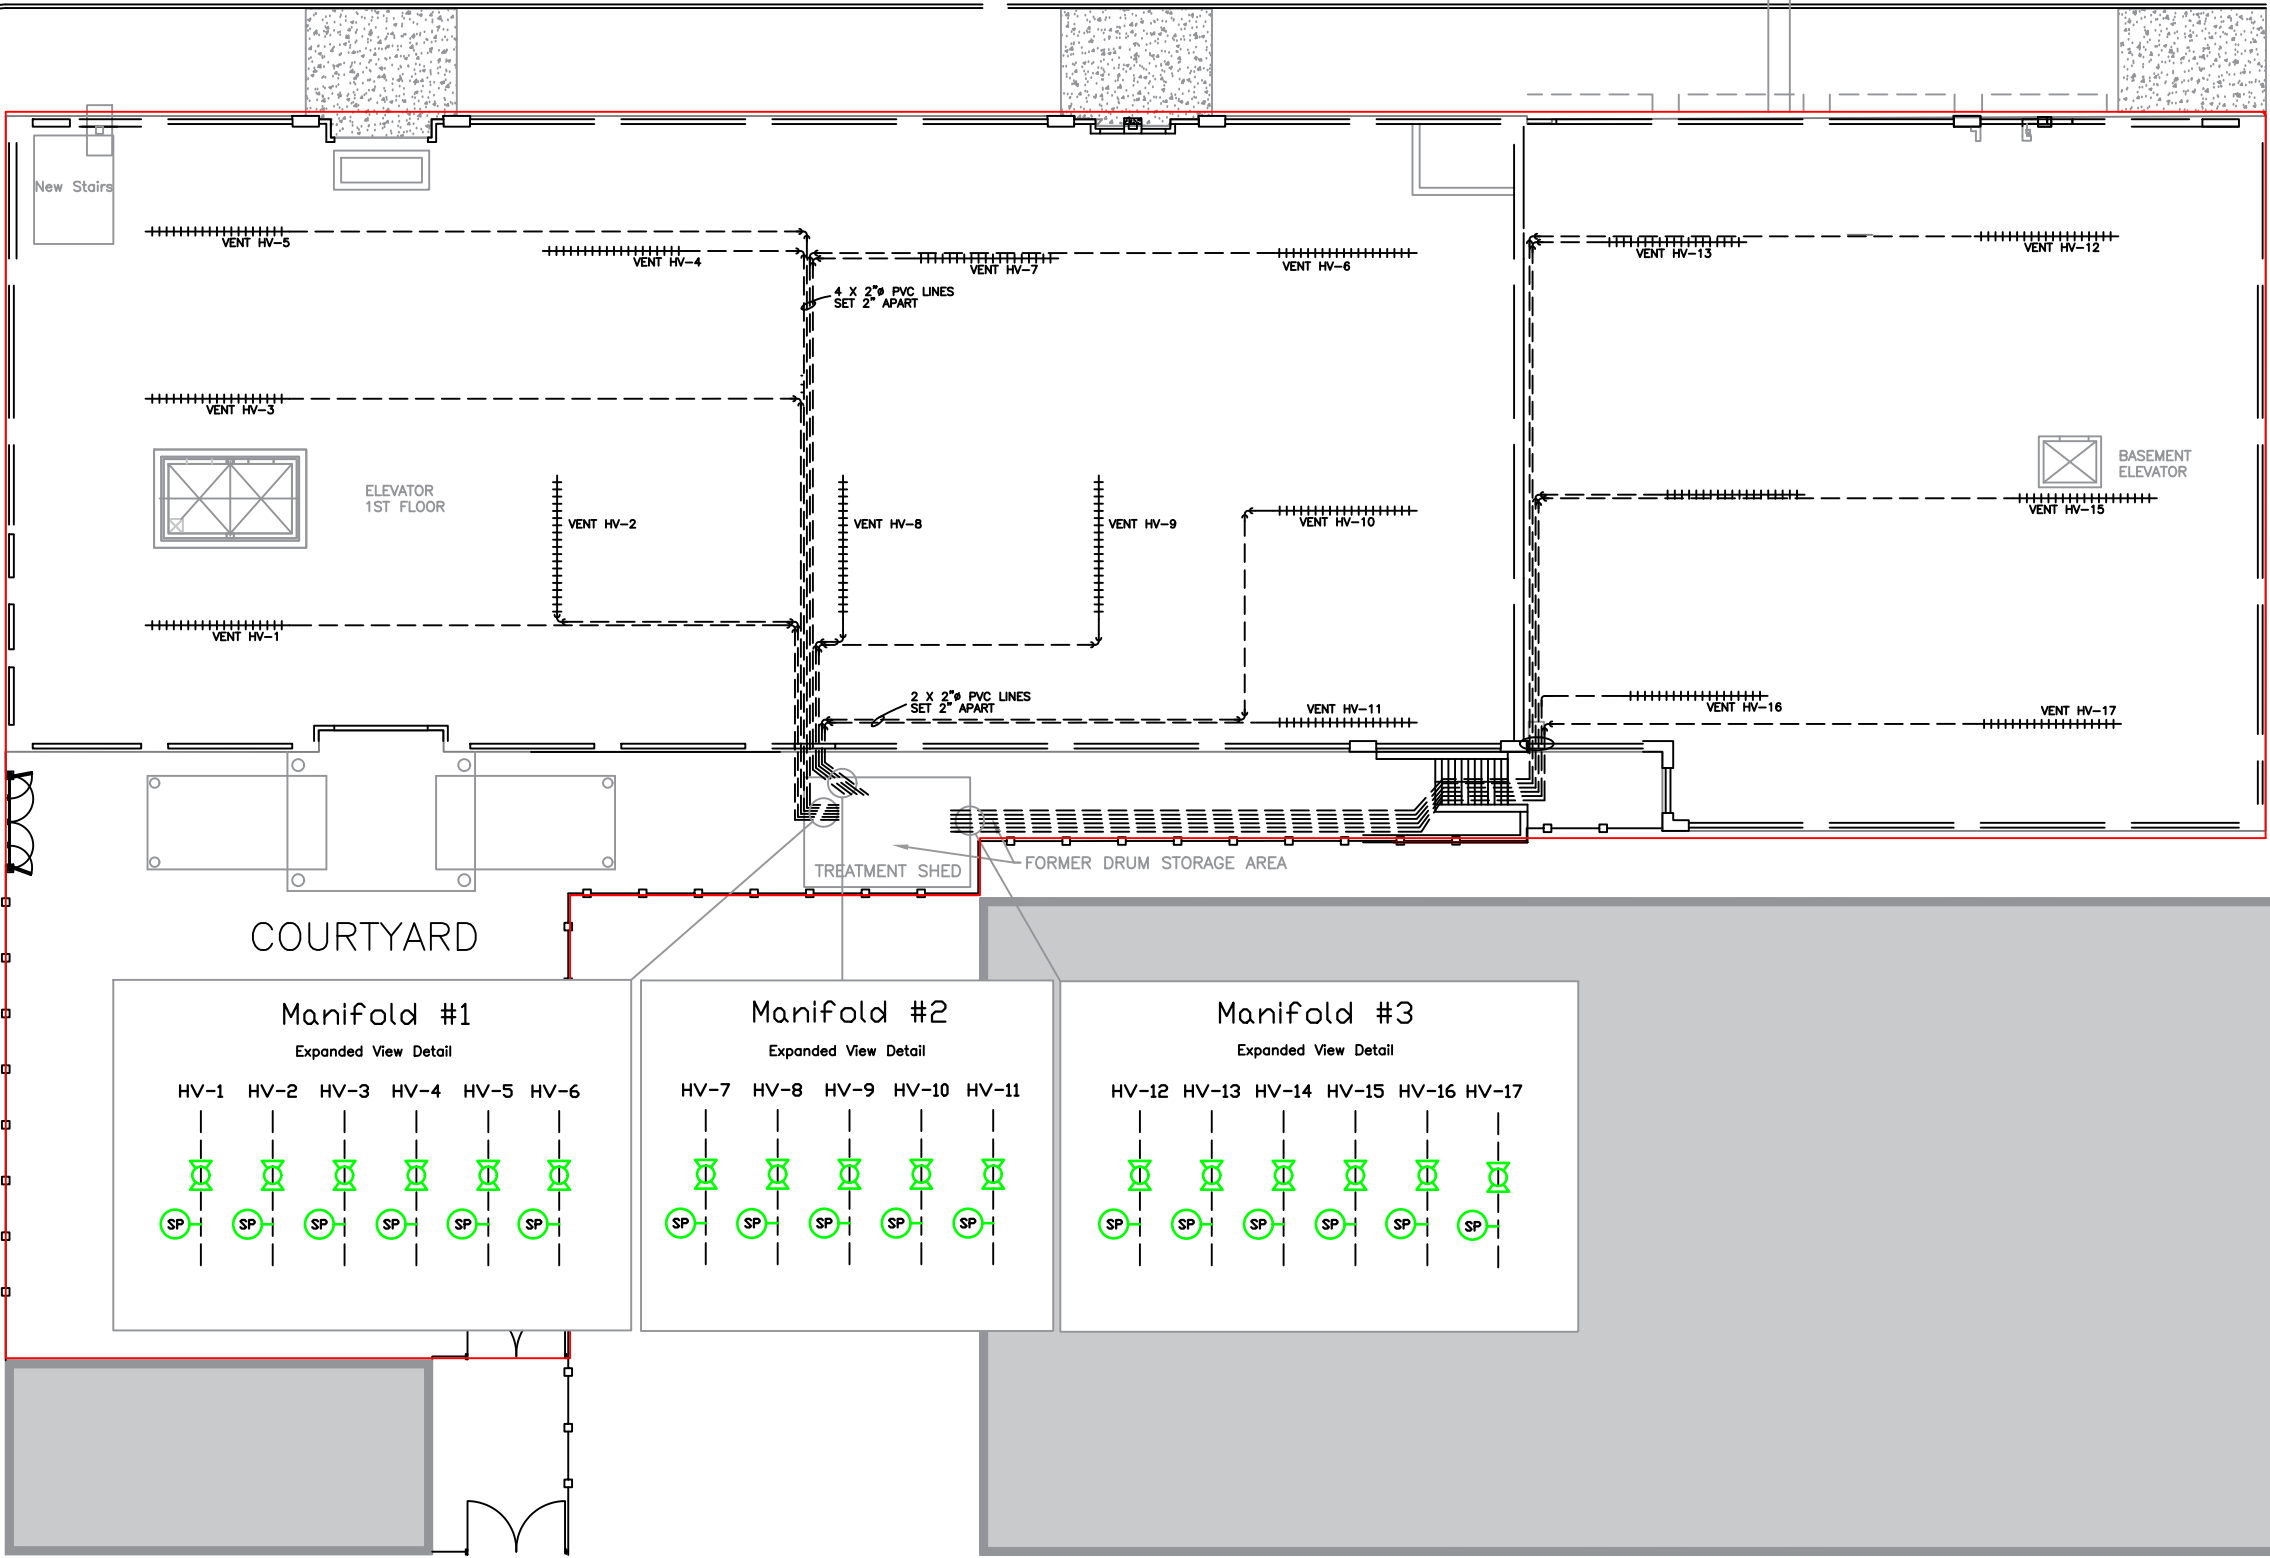 New Stairs
VENT HV-5
VENT HV-4
VENT HV-7
VENT HV-6
VENT HV-13
VENT HV-12
4 X 2"ø PVC LINES
SET 2" APART
VENT HV-3
ELEVATOR
1ST FLOOR
BASEMENT
ELEVATOR
VENT HV-2
VENT HV-8
VENT HV-9
VENT HV-10
VENT HV-15
VENT HV-1
2 X 2"ø PVC LINES
SET 2" APART
VENT HV-11
VENT HV-16
VENT HV-17
TREATMENT SHED
FORMER DRUM STORAGE AREA
COURTYARD
Manifold #1
Expanded View Detail
HV-1 HV-2 HV-3 HV-4 HV-5 HV-6
SP SP SP SP SP SP
Manifold #2
Expanded View Detail
HV-7 HV-8 HV-9 HV-10 HV-11
SP SP SP SP SP
Manifold #3
Expanded View Detail
HV-12 HV-13 HV-14 HV-15 HV-16 HV-17
SP SP SP SP SP SP